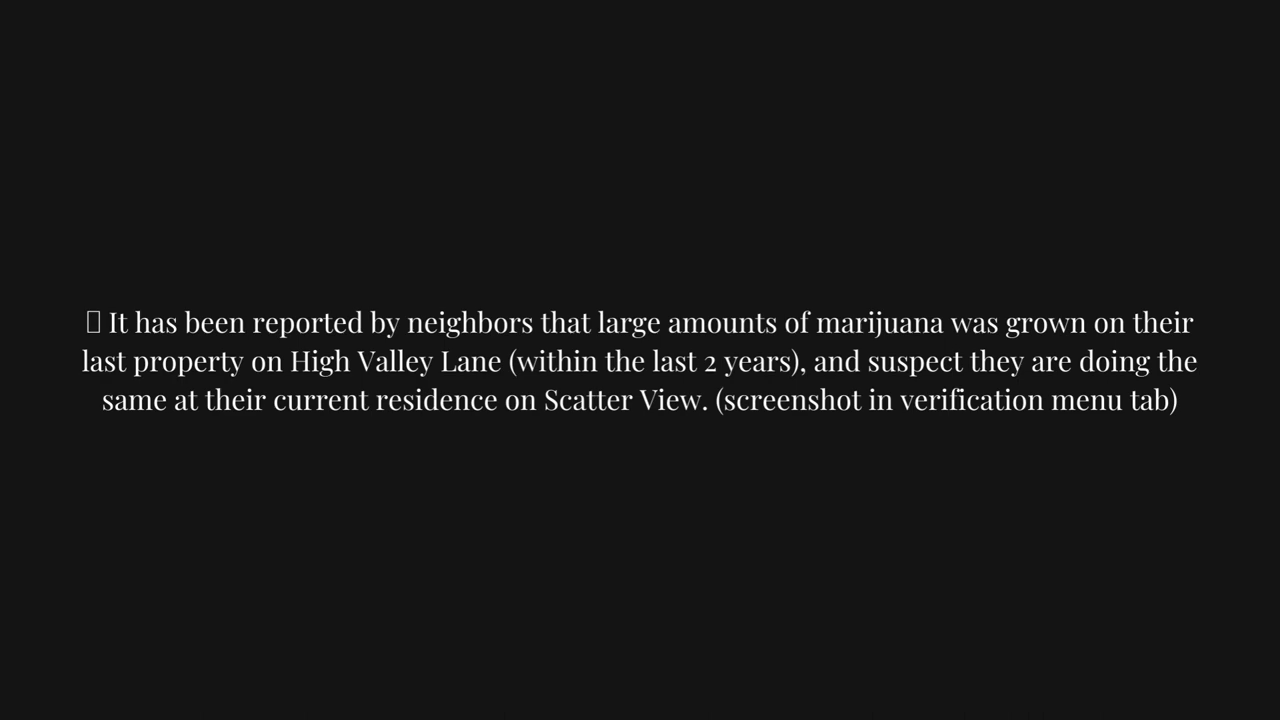 ▯ It has been reported by neighbors that large amounts of marijuana was grown on their
last property on High Valley Lane (within the last 2 years), and suspect they are doing the
same at their current residence on Scatter View. (screenshot in verification menu tab)